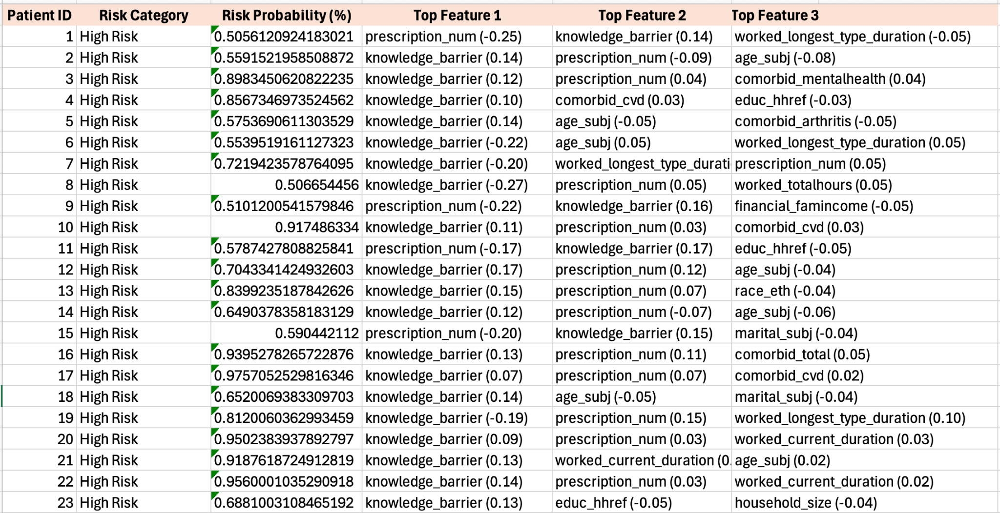 Patient ID Risk Category Risk Probability (%) Top Feature 1 Top Feature 2 Top Feature 3
1 High Risk 0.5056120924183021 prescription_num (-0.25) knowledge_barrier (0.14) worked_longest_type_duration (-0.05)
2 High Risk 0.5591521958508872 knowledge_barrier (0.14) prescription_num (-0.09) age_subj (-0.08)
3 High Risk 0.8983450620822235 knowledge_barrier (0.12) prescription_num (0.04) comorbid_mentalhealth (0.04)
4 High Risk 0.8567346973524562 knowledge_barrier (0.10) comorbid_cvd (0.03) educ_hhref (-0.03)
5 High Risk 0.5753690611303529 knowledge_barrier (0.14) age_subj (-0.05) comorbid_arthritis (-0.05)
6 High Risk 0.5539519161127323 knowledge_barrier (-0.22) age_subj (0.05) worked_longest_type_duration (0.05)
7 High Risk 0.7219423578764095 knowledge_barrier (-0.20) worked_longest_type_durati prescription_num (0.05)
8 High Risk 0.506654456 knowledge_barrier (-0.27) prescription_num (0.05) worked_totalhours (0.05)
9 High Risk 0.5101200541579846 prescription_num (-0.22) knowledge_barrier (0.16) financial_famincome (-0.05)
10 High Risk 0.917486334 knowledge_barrier (0.11) prescription_num (0.03) comorbid_cvd (0.03)
11 High Risk 0.5787427808825841 prescription_num (-0.17) knowledge_barrier (0.17) educ_hhref (-0.05)
12 High Risk 0.7043341424932603 knowledge_barrier (0.17) prescription_num (0.12) age_subj (-0.04)
13 High Risk 0.8399235187842626 knowledge_barrier (0.15) prescription_num (0.07) race_eth (-0.04)
14 High Risk 0.6490378358183129 knowledge_barrier (0.12) prescription_num (-0.07) age_subj (-0.06)
15 High Risk 0.590442112 prescription_num (-0.20) knowledge_barrier (0.15) marital_subj (-0.04)
16 High Risk 0.9395278265722876 knowledge_barrier (0.13) prescription_num (0.11) comorbid_total (0.05)
17 High Risk 0.9757052529816346 knowledge_barrier (0.07) prescription_num (0.07) comorbid_cvd (0.02)
18 High Risk 0.6520069383309703 knowledge_barrier (0.14) age_subj (-0.05) marital_subj (-0.04)
19 High Risk 0.8120060362993459 knowledge_barrier (-0.19) prescription_num (0.15) worked_longest_type_duration (0.10)
20 High Risk 0.9502383937892797 knowledge_barrier (0.09) prescription_num (0.03) worked_current_duration (0.03)
21 High Risk 0.9187618724912819 knowledge_barrier (0.13) worked_current_duration (0. age_subj (0.02)
22 High Risk 0.9560001035290918 knowledge_barrier (0.14) prescription_num (0.03) worked_current_duration (0.02)
23 High Risk 0.6881003108465192 knowledge_barrier (0.13) educ_hhref (-0.05) household_size (-0.04)